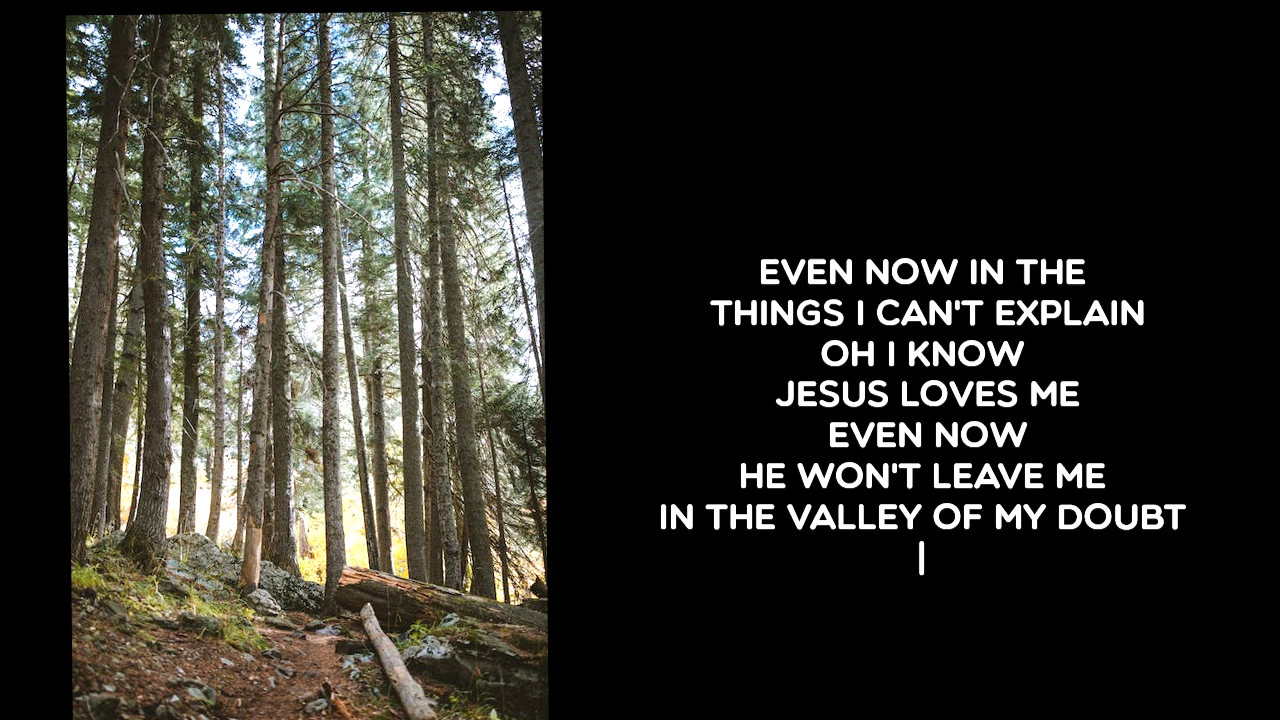 EVEN NOW IN THE
THINGS I CAN'T EXPLAIN
OH I KNOW
JESUS LOVES ME
EVEN NOW
HE WON'T LEAVE ME
IN THE VALLEY OF MY DOUBT
|